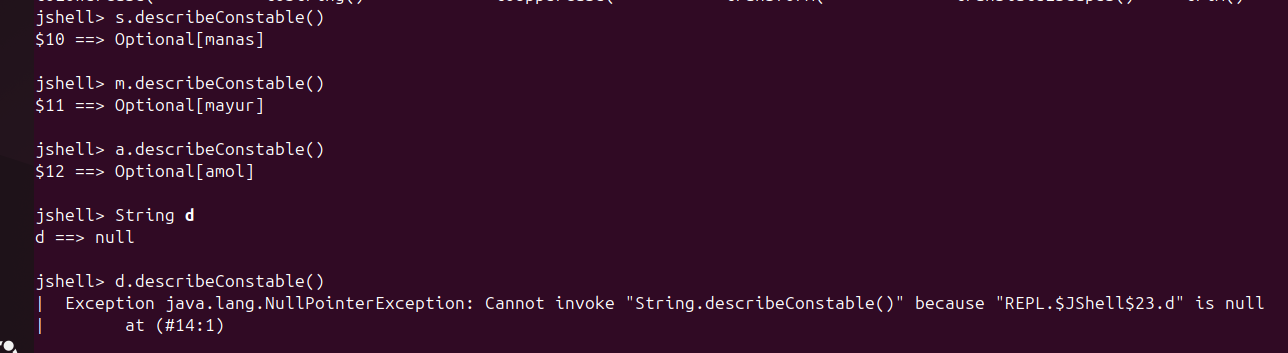 jshell> s.describeConstable()
$10 ==> Optional[manas]
jshell> m.describeConstable()
$11 ==> Optional[mayur]
jshell> a.describeConstable()
$12 ==> Optional[amol]
jshell> String d
d ==> null
jshell> d.describeConstable()
|  Exception java.lang.NullPointerException: Cannot invoke "String.describeConstable()" because "REPL.$JShell$23.d" is null
|        at (#14:1)